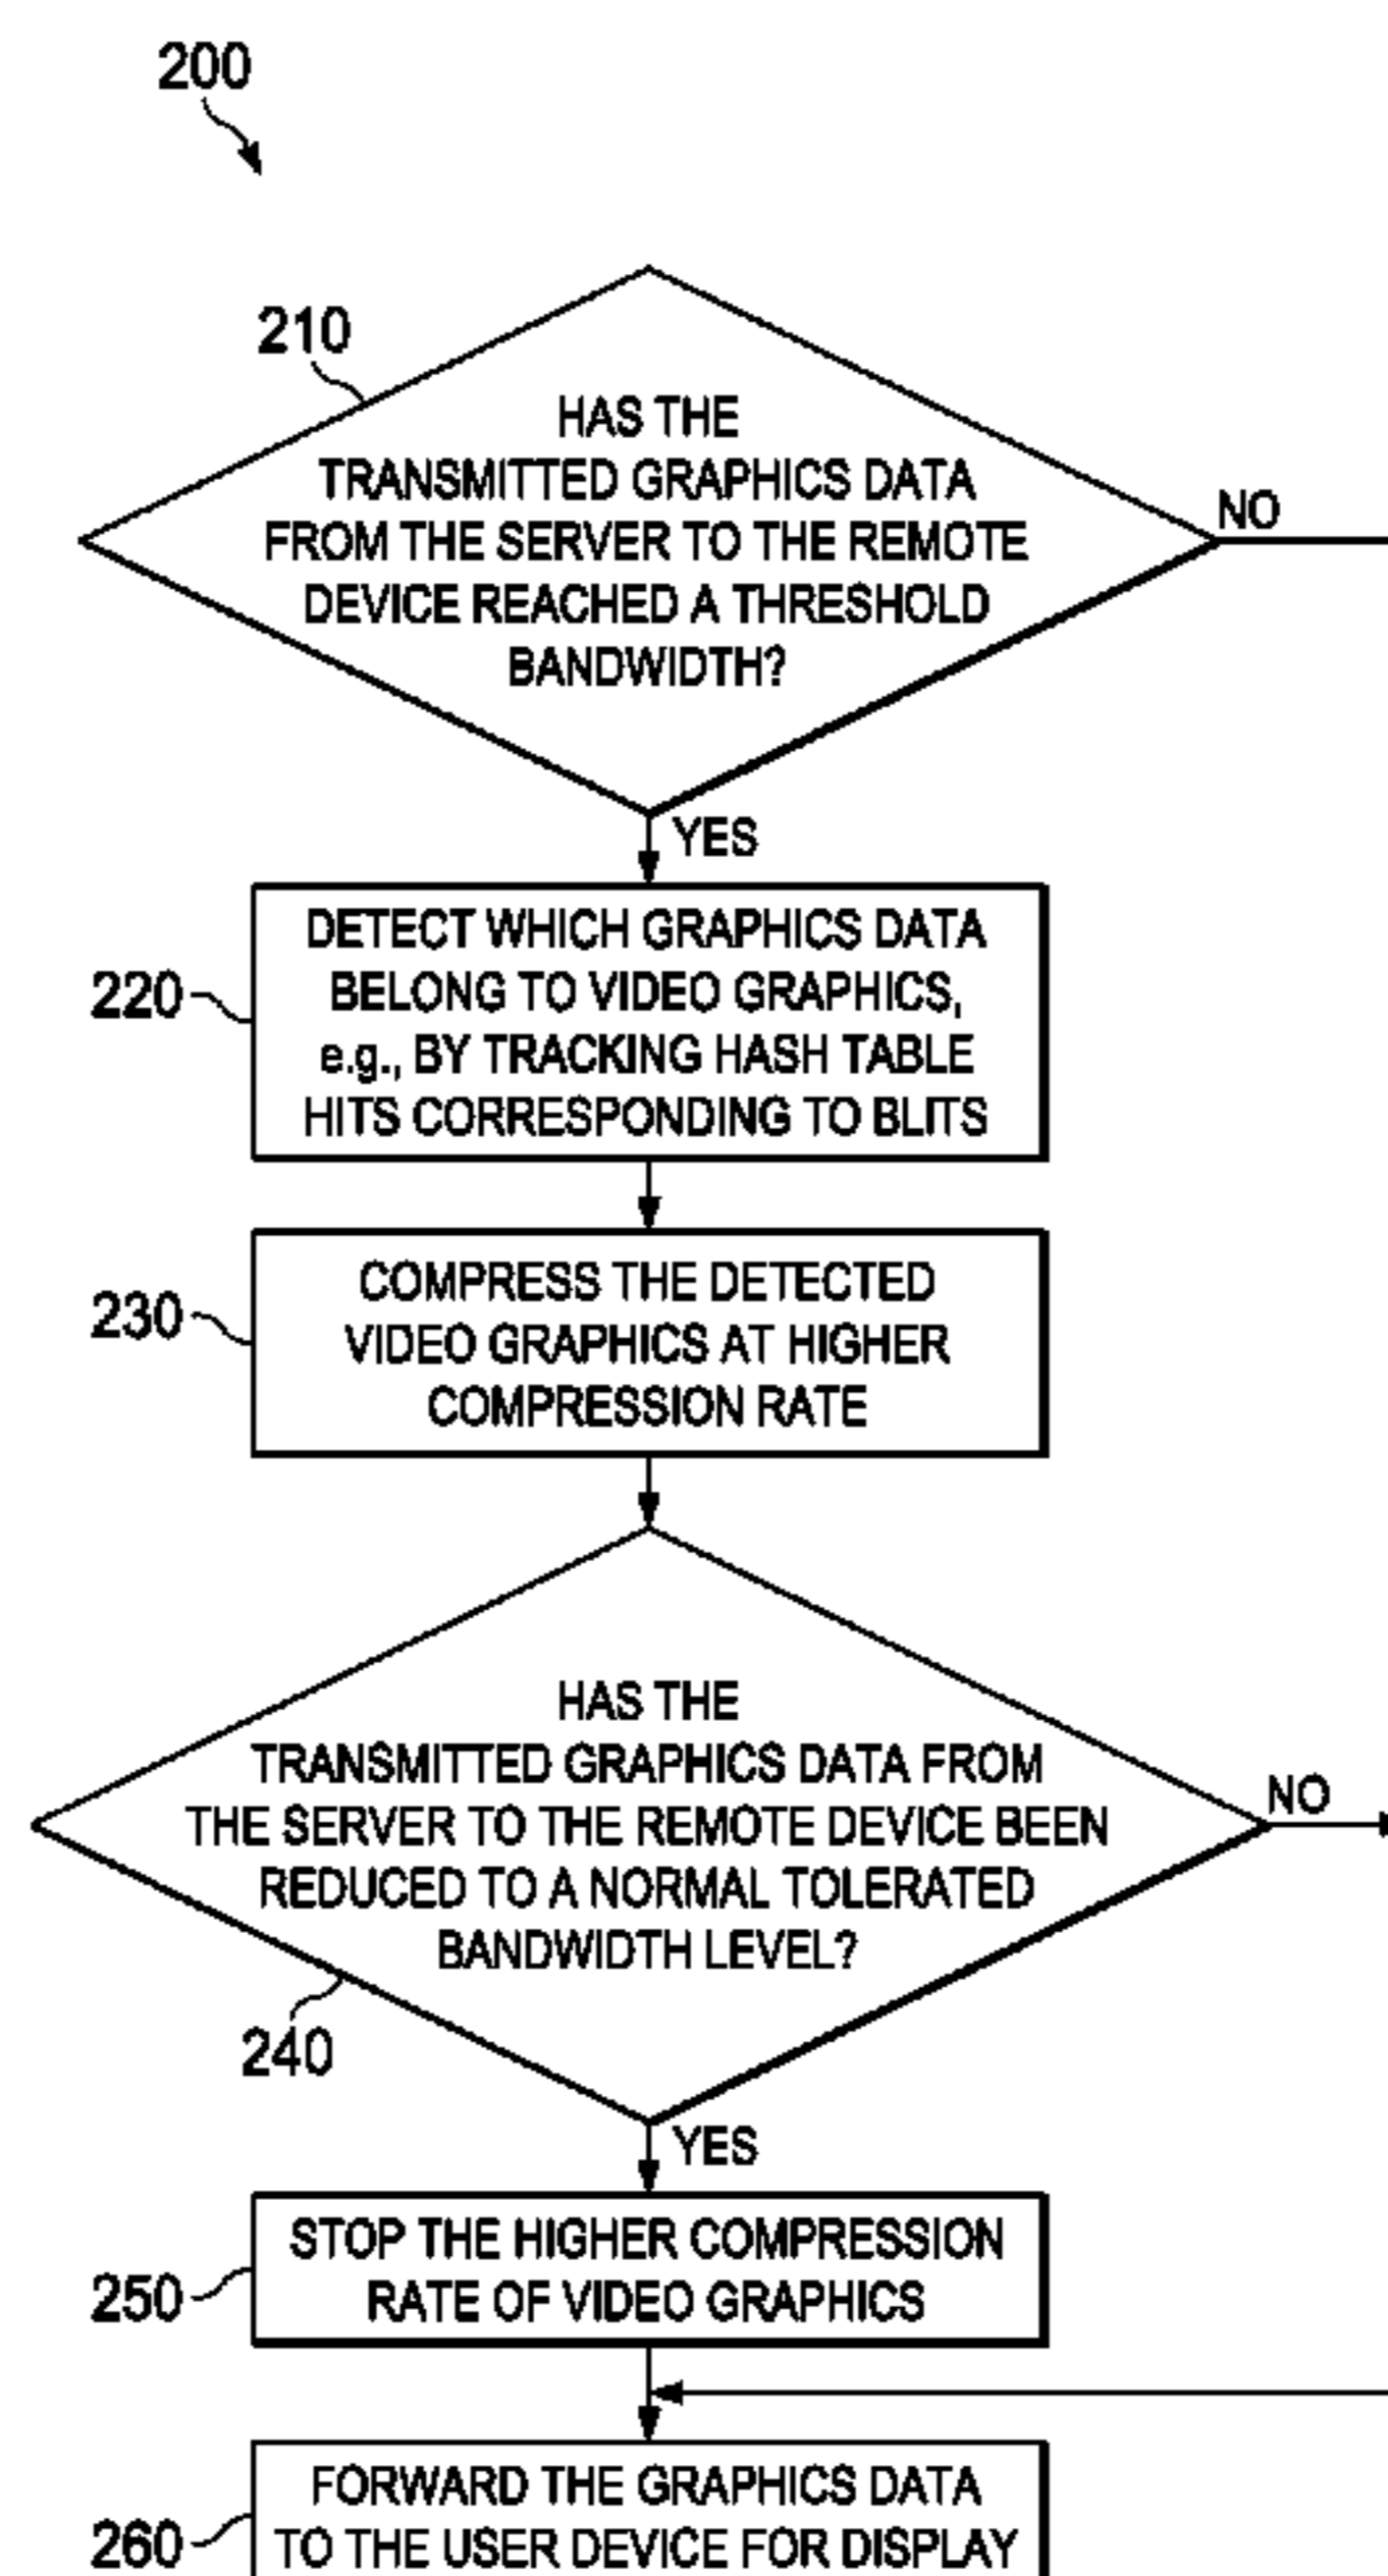 200
210
HAS THE
TRANSMITTED GRAPHICS DATA
FROM THE SERVER TO THE REMOTE
DEVICE REACHED A THRESHOLD
BANDWIDTH?
NO
YES
220
DETECT WHICH GRAPHICS DATA
BELONG TO VIDEO GRAPHICS,
e.g., BY TRACKING HASH TABLE
HITS CORRESPONDING TO BLITS
230
COMPRESS THE DETECTED
VIDEO GRAPHICS AT HIGHER
COMPRESSION RATE
HAS THE
TRANSMITTED GRAPHICS DATA FROM
THE SERVER TO THE REMOTE DEVICE BEEN
REDUCED TO A NORMAL TOLERATED
BANDWIDTH LEVEL?
NO
240
YES
250
STOP THE HIGHER COMPRESSION
RATE OF VIDEO GRAPHICS
260
FORWARD THE GRAPHICS DATA
TO THE USER DEVICE FOR DISPLAY